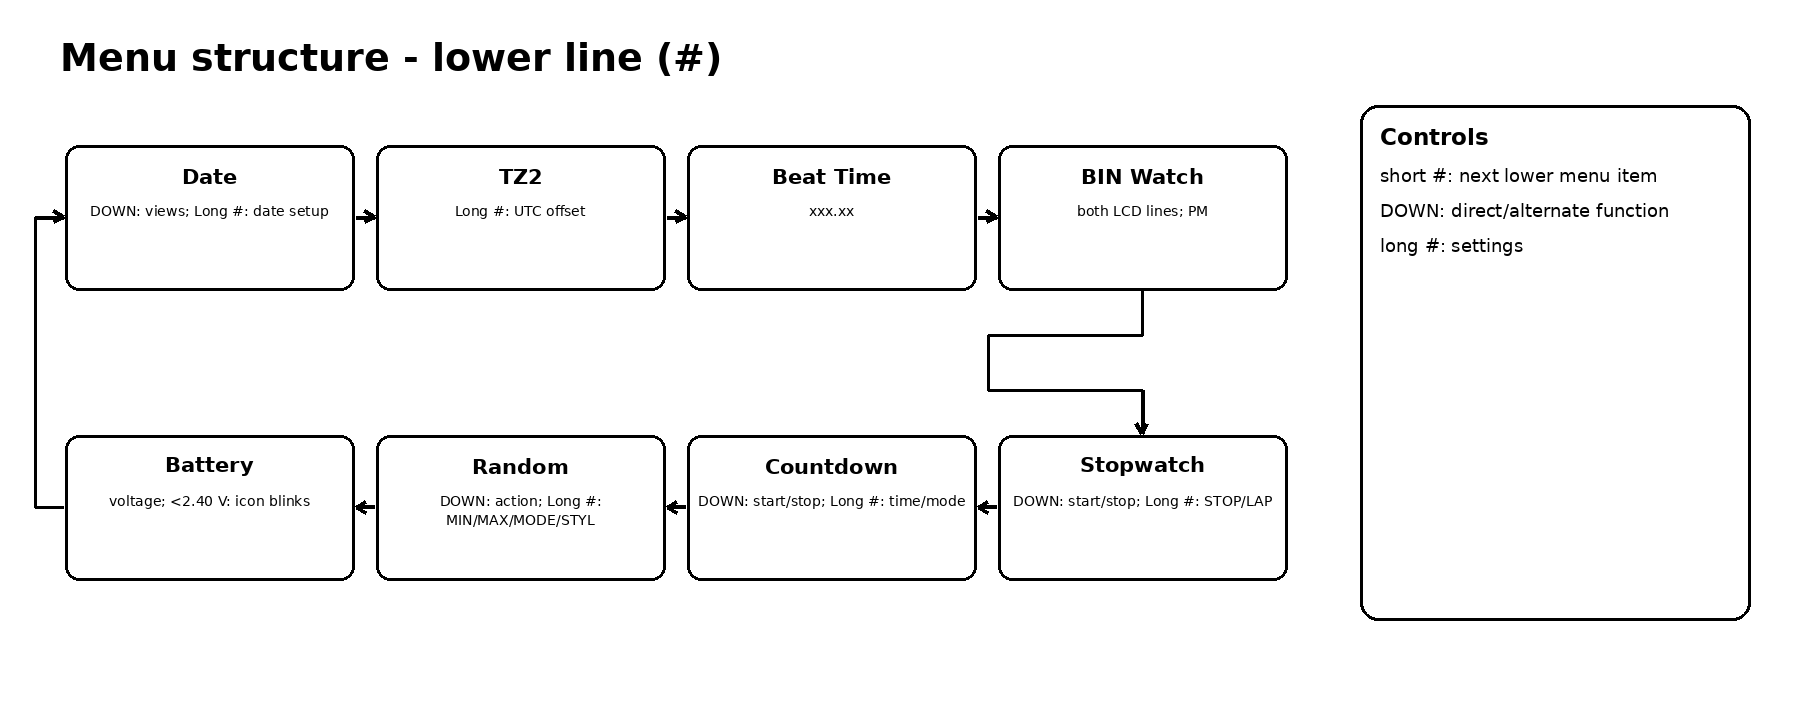 Menu structure - lower line (#)
Date
DOWN: views; Long #: date setup
TZ2
Long #: UTC offset
Beat Time
xxx.xx
BIN Watch
both LCD lines; PM
Controls
short #: next lower menu item
DOWN: direct/alternate function
long #: settings
Battery
voltage; <2.40 V: icon blinks
Random
DOWN: action; Long #:
MIN/MAX/MODE/STYL
Countdown
DOWN: start/stop; Long #: time/mode
Stopwatch
DOWN: start/stop; Long #: STOP/LAP